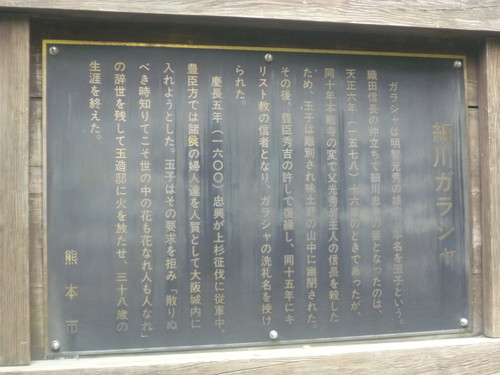 細川ガラシャ
ガラシャは明智光秀の娘で、本名を玉子という。
織田信長の仲立ちで細川忠興の妻となったのは、
天正六年(一五七八)十六歳のときであったが、
同十年本能寺の変で父光秀が主人の信長を殺した
ため、玉子は離別され味土野の山中に幽閉された。
その後、豊臣秀吉の許しで復縁し、同十五年にキ
リスト教の信者となり、ガラシャの洗礼名を授け
られた。
慶長五年(一六〇〇)忠興が上杉征伐に従軍中、
豊臣方では諸侯の婦人達を人質として大阪城内に
入れようとした。玉子はその要求を拒み「散りぬ
べき時知りてこそ世の中の花も花なれ人も人なれ」
の辞世を残して玉造邸に火を放たせ、三十八歳の
生涯を終えた。
熊本市